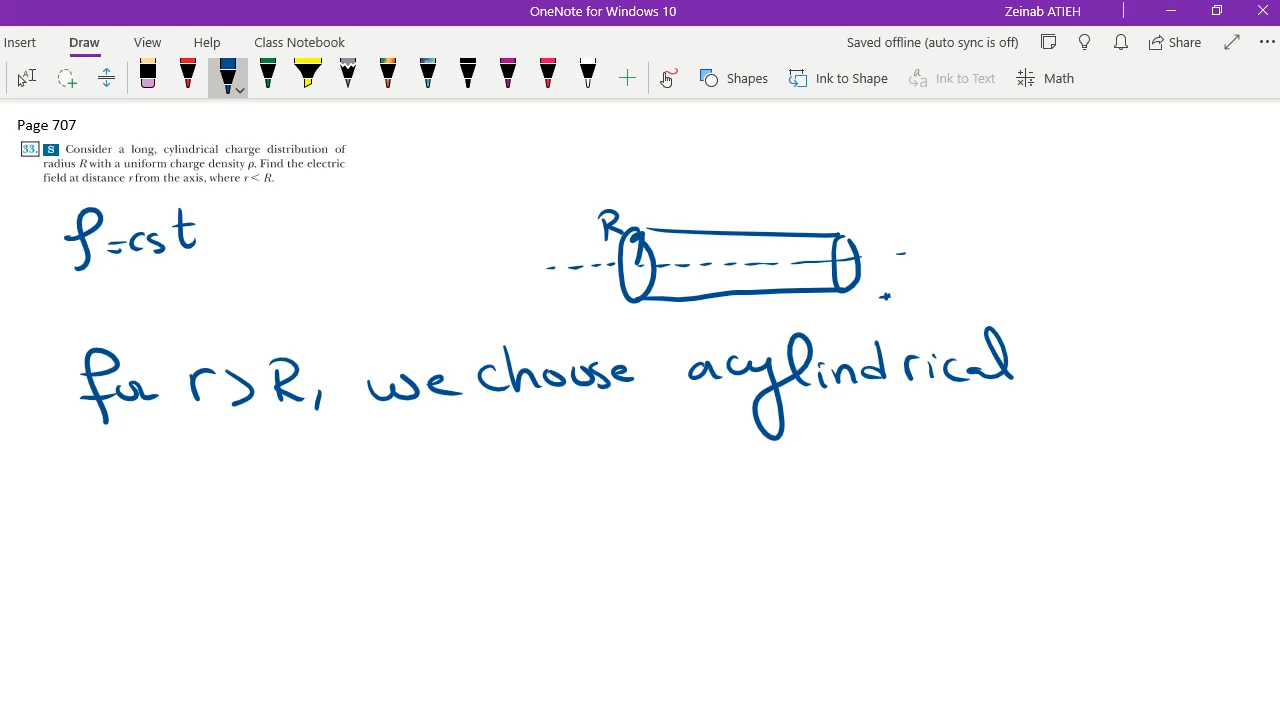 OneNote for Windows 10
Zeinab ATIEH
Insert Draw View Help Class Notebook
Saved offline (auto sync is off) Share
Shapes Ink to Shape Ink to Text Math
Page 707
33. S Consider a long, cylindrical charge distribution of
radius R with a uniform charge density ρ. Find the electric
field at distance r from the axis, where r < R.
ρ=cst
R
for r > R, we choose a cylindrical